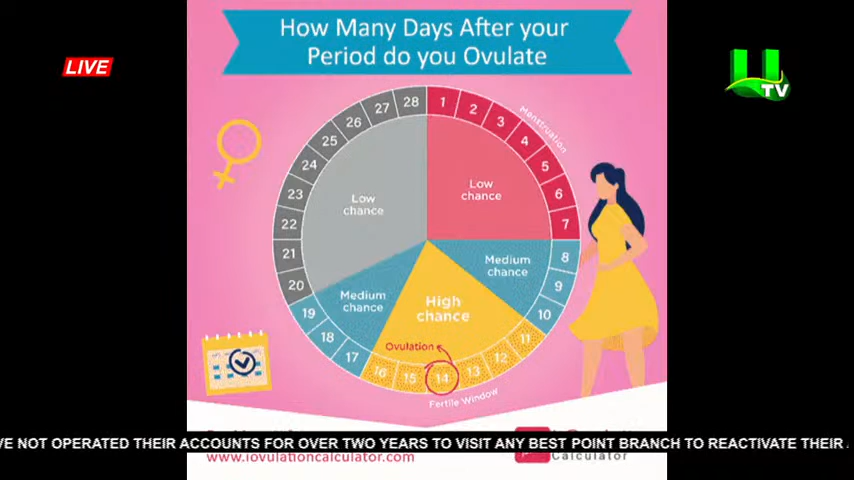 How Many Days After your
Period do you Ovulate
LIVE
U
TV
1
2
3
4
5
6
7
8
9
10
11
12
13
14
15
16
17
18
19
20
21
22
23
24
25
26
27
28
Menstruation
Low
chance
Low
chance
Medium
chance
Medium
chance
High
chance
Ovulation
Fertile Window
VE NOT OPERATED THEIR ACCOUNTS FOR OVER TWO YEARS TO VISIT ANY BEST POINT BRANCH TO REACTIVATE THEIR
www.iovulationcalculator.com
Calculator